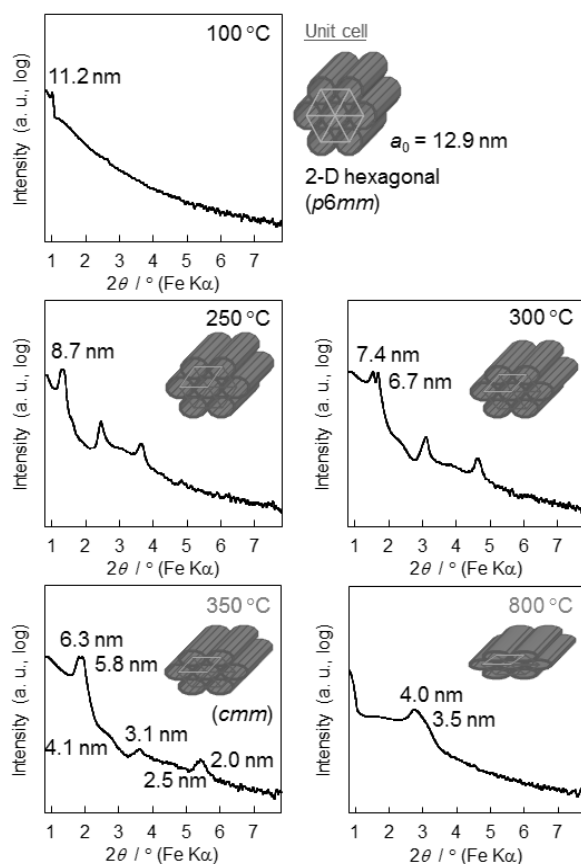 100 °C
11.2 nm
Intensity (a. u., log)
1 2 3 4 5 6 7
2θ / ° (Fe Kα)
Unit cell
a0 = 12.9 nm
2-D hexagonal
(p6mm)
250 °C
8.7 nm
Intensity (a. u., log)
1 2 3 4 5 6 7
2θ / ° (Fe Kα)
300 °C
7.4 nm
6.7 nm
Intensity (a. u., log)
1 2 3 4 5 6 7
2θ / ° (Fe Kα)
350 °C
6.3 nm
5.8 nm
(cmm)
4.1 nm
3.1 nm
2.5 nm
2.0 nm
Intensity (a. u., log)
1 2 3 4 5 6 7
2θ / ° (Fe Kα)
800 °C
4.0 nm
3.5 nm
Intensity (a. u., log)
1 2 3 4 5 6 7
2θ / ° (Fe Kα)